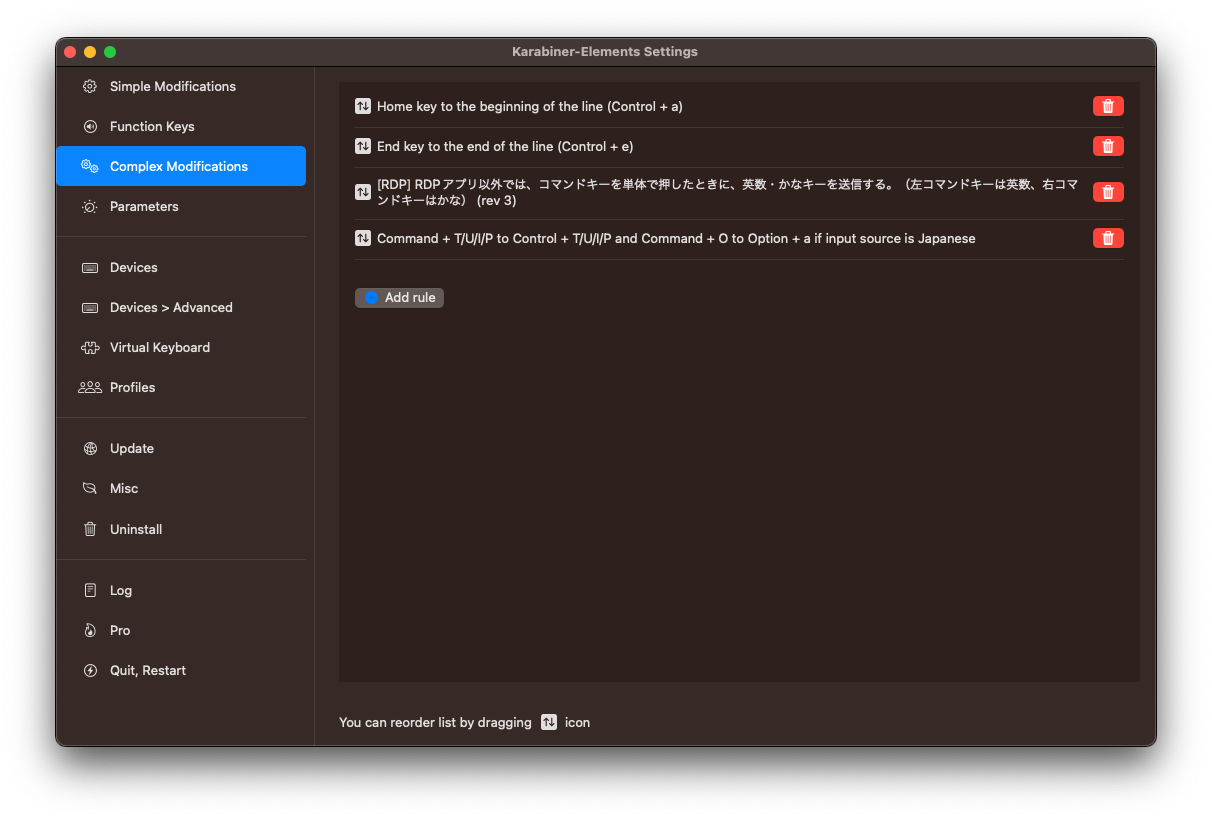 Karabiner-Elements Settings
Simple Modifications
Function Keys
Complex Modifications
Parameters
Devices
Devices > Advanced
Virtual Keyboard
Profiles
Update
Misc
Uninstall
Log
Pro
Quit, Restart
Home key to the beginning of the line (Control + a)
End key to the end of the line (Control + e)
[RDP] RDPアプリ以外では、コマンドキーを単体で押したときに、英数・かなキーを送信する。（左コマンドキーは英数、右コマ
ンドキーはかな） (rev 3)
Command + T/U/I/P to Control + T/U/I/P and Command + O to Option + a if input source is Japanese
Add rule
You can reorder list by dragging icon